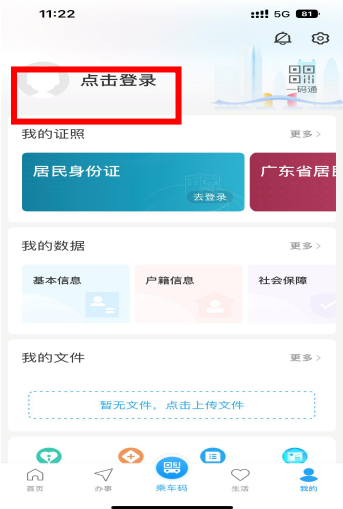 11:22
5G 81
点击登录
一码通
我的证照
更多 >
居民身份证
去登录
广东省居
我的数据
更多 >
基本信息
户籍信息
社会保障
我的文件
更多 >
暂无文件，点击上传文件
首页
办事
乘车码
生活
我的